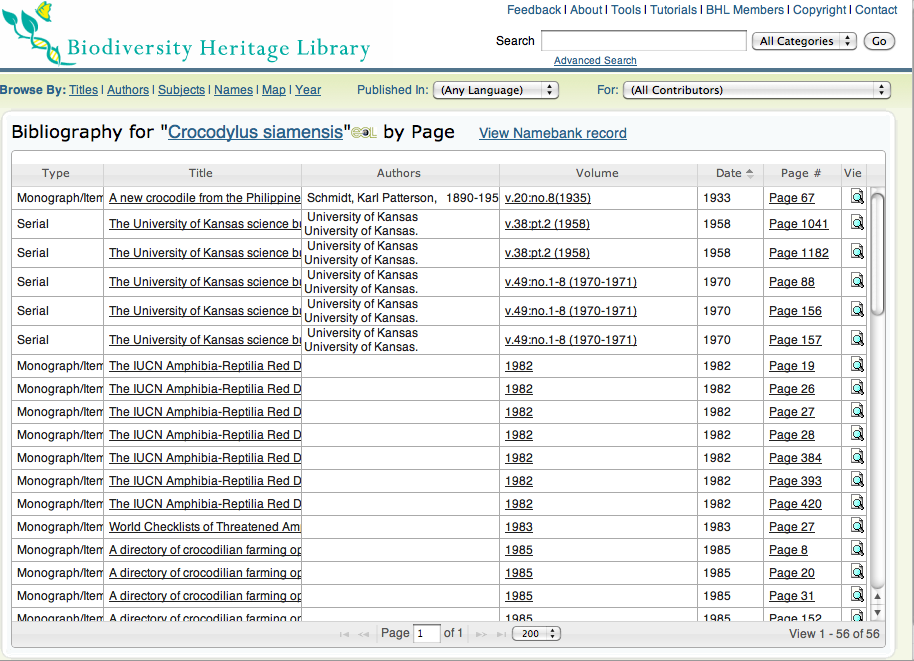 Feedback | About | Tools | Tutorials | BHL Members | Copyright | Contact
Biodiversity Heritage Library
Search All Categories Go
Advanced Search
Browse By: Titles | Authors | Subjects | Names | Map | Year Published In: (Any Language) For: (All Contributors)
Bibliography for "Crocodylus siamensis" EOL by Page View Namebank record
Type Title Authors Volume Date Page # Vie
Monograph/Item A new crocodile from the Philippine Schmidt, Karl Patterson, 1890-195 v.20:no.8(1935) 1933 Page 67
Serial The University of Kansas science bu University of Kansas v.38:pt.2 (1958) 1958 Page 1041
University of Kansas.
Serial The University of Kansas science bu University of Kansas v.38:pt.2 (1958) 1958 Page 1182
University of Kansas.
Serial The University of Kansas science bu University of Kansas v.49:no.1-8 (1970-1971) 1970 Page 88
University of Kansas.
Serial The University of Kansas science bu University of Kansas v.49:no.1-8 (1970-1971) 1970 Page 156
University of Kansas.
Serial The University of Kansas science bu University of Kansas v.49:no.1-8 (1970-1971) 1970 Page 157
University of Kansas.
Monograph/Item The IUCN Amphibia-Reptilia Red D 1982 1982 Page 19
Monograph/Item The IUCN Amphibia-Reptilia Red D 1982 1982 Page 26
Monograph/Item The IUCN Amphibia-Reptilia Red D 1982 1982 Page 27
Monograph/Item The IUCN Amphibia-Reptilia Red D 1982 1982 Page 28
Monograph/Item The IUCN Amphibia-Reptilia Red D 1982 1982 Page 384
Monograph/Item The IUCN Amphibia-Reptilia Red D 1982 1982 Page 393
Monograph/Item The IUCN Amphibia-Reptilia Red D 1982 1982 Page 420
Monograph/Item World Checklists of Threatened Am 1983 1983 Page 27
Monograph/Item A directory of crocodilian farming op 1985 1985 Page 8
Monograph/Item A directory of crocodilian farming op 1985 1985 Page 20
Monograph/Item A directory of crocodilian farming op 1985 1985 Page 31
Monograph/Item A directory of crocodilian farming op 1985 1985 Page 152
Page 1 of 1 200 View 1 - 56 of 56